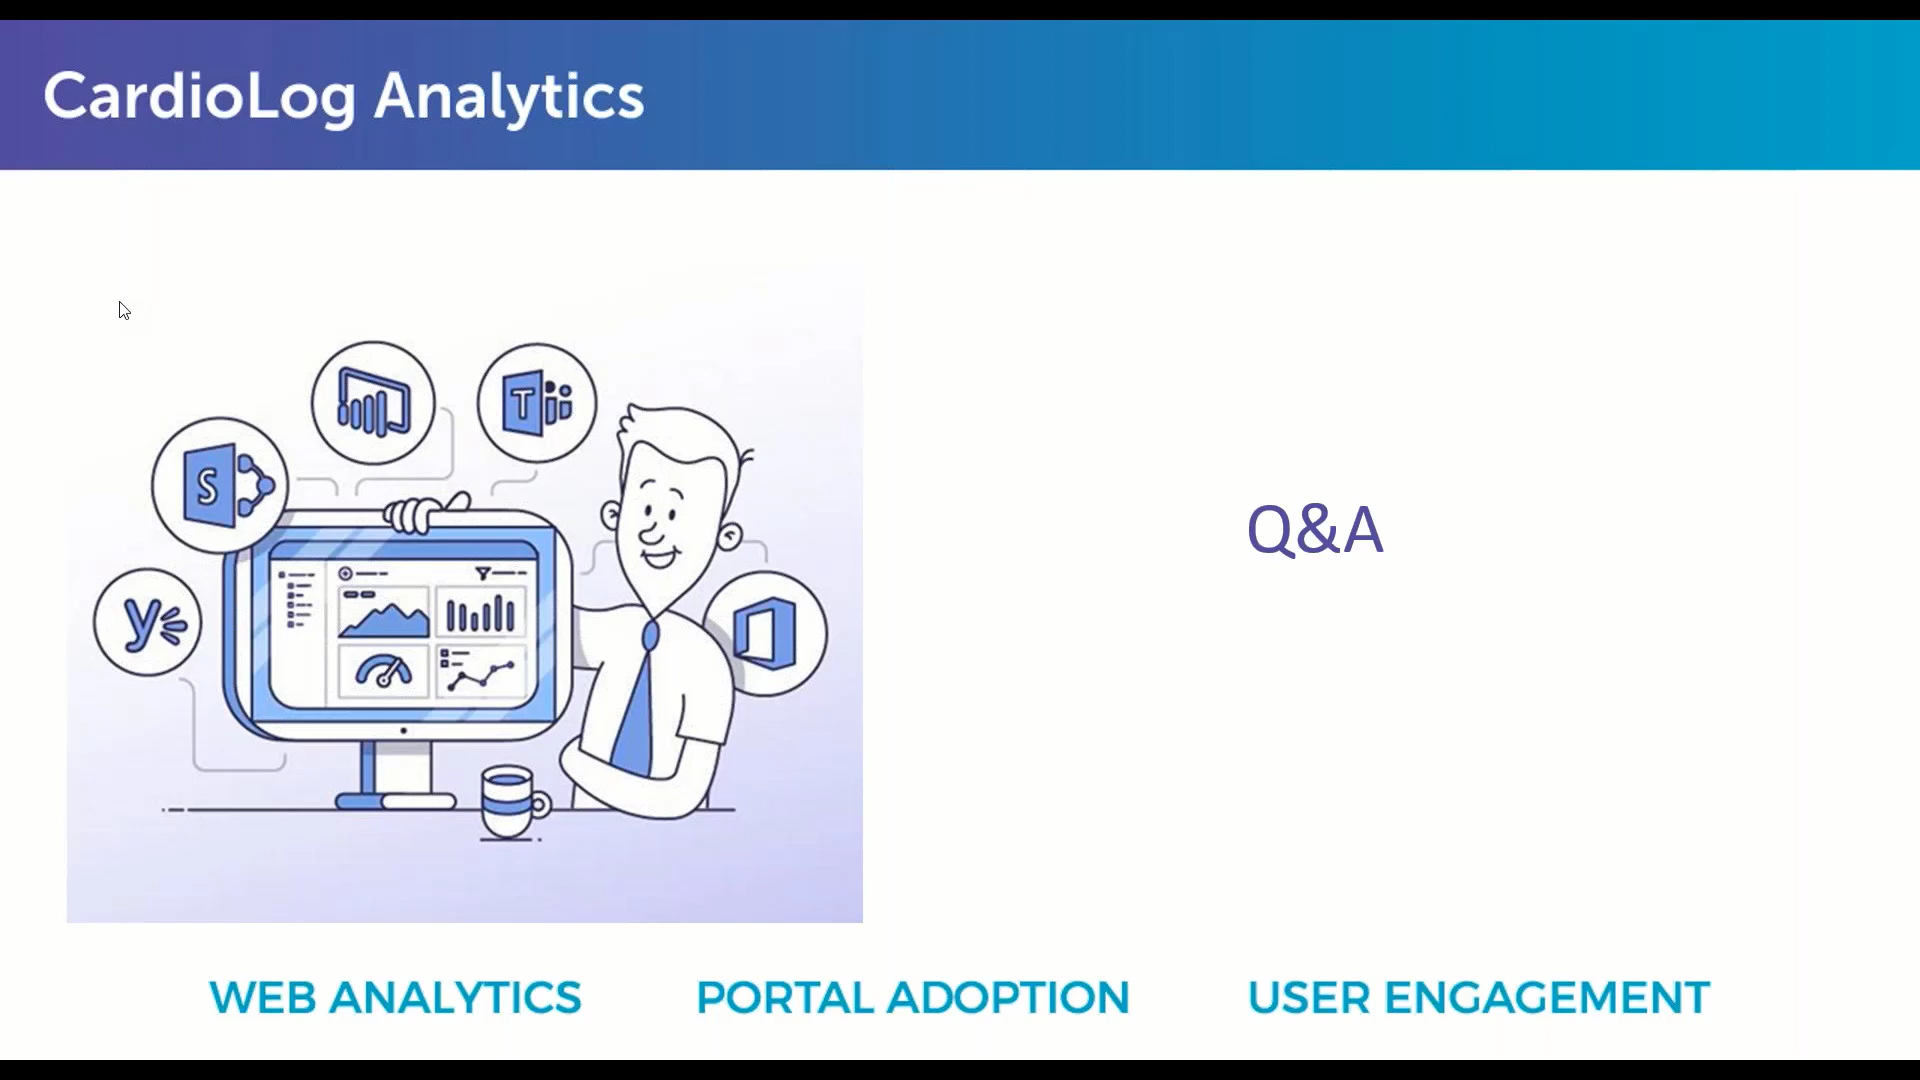 CardioLog Analytics
T
S
y
Q&A
WEB ANALYTICS
PORTAL ADOPTION
USER ENGAGEMENT